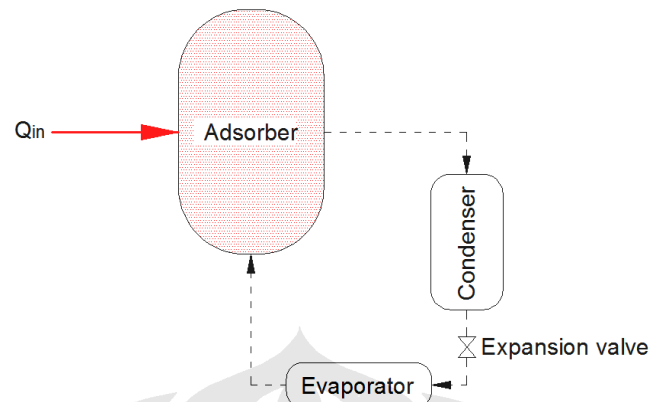 Qin
Adsorber
Condenser
Expansion valve
Evaporator